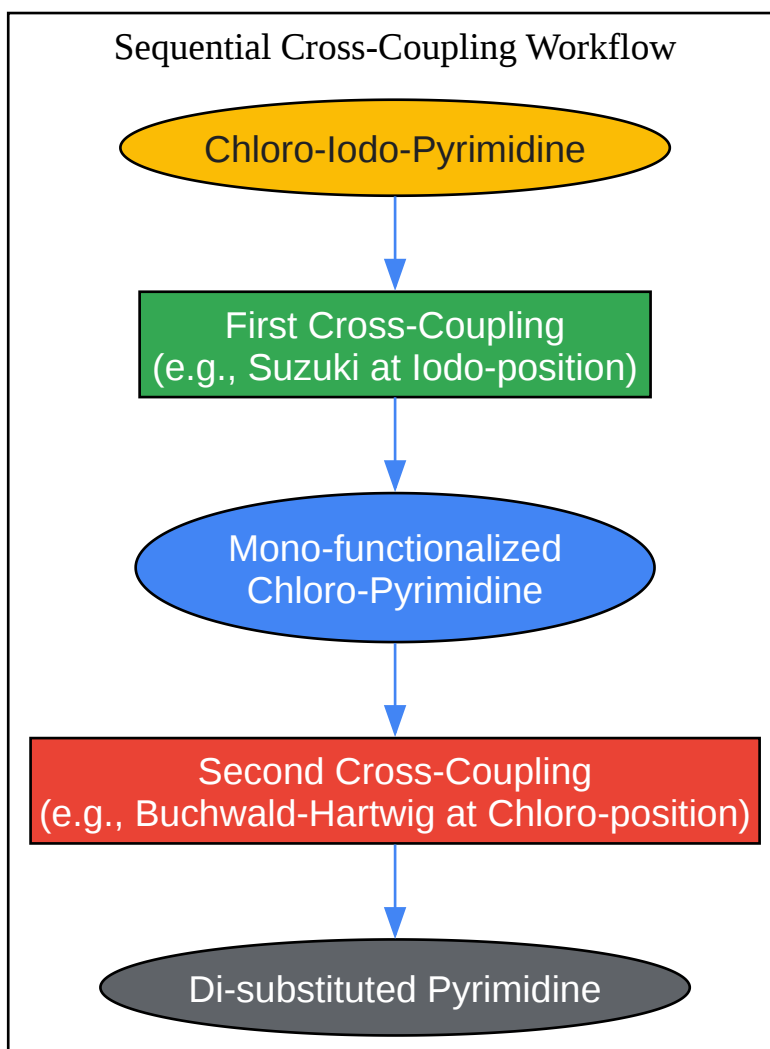 Sequential Cross-Coupling Workflow
Chloro-Iodo-Pyrimidine
First Cross-Coupling
(e.g., Suzuki at Iodo-position)
Mono-functionalized
Chloro-Pyrimidine
Second Cross-Coupling
(e.g., Buchwald-Hartwig at Chloro-position)
Di-substituted Pyrimidine